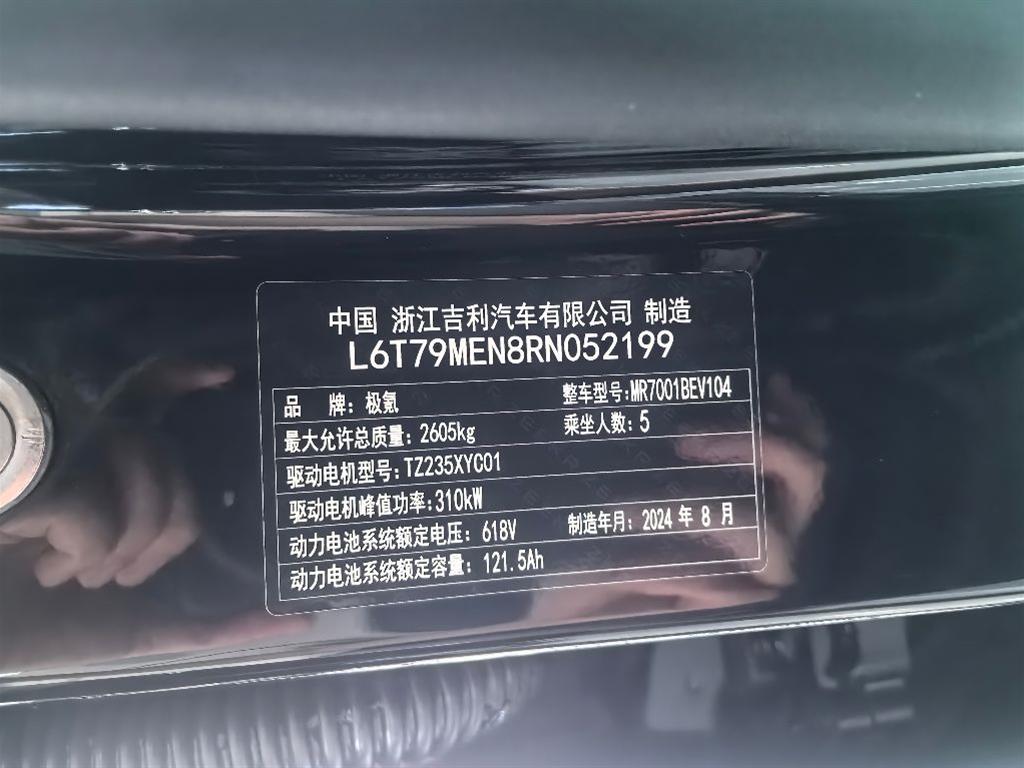 中国 浙江吉利汽车有限公司 制造
L6T79MEN8RN052199
品 牌：极氪 整车型号：MR7001BEV104
最大允许总质量：2605kg 乘坐人数：5
驱动电机型号：TZ235XYC01
驱动电机峰值功率：310kW
动力电池系统额定电压：618V 制造年月：2024 年 8 月
动力电池系统额定容量：121.5Ah